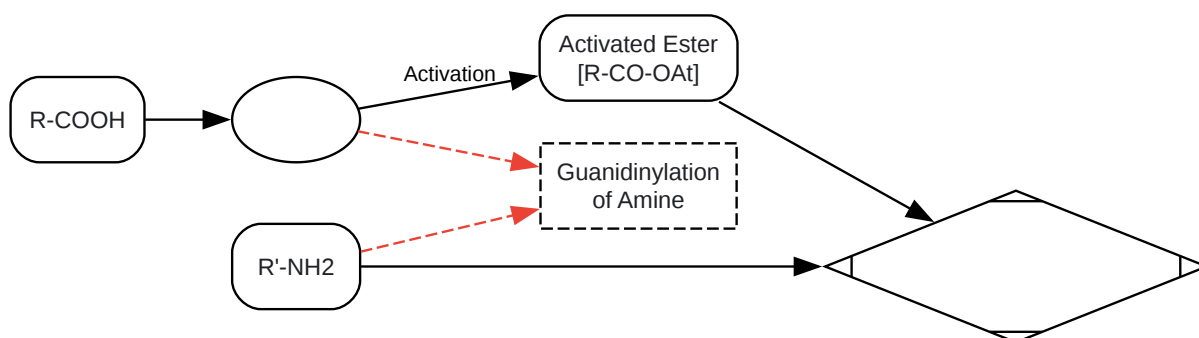 Activated Ester
[R-CO-OAt]
Activation
R-COOH
Guanidinylation
of Amine
R'-NH2